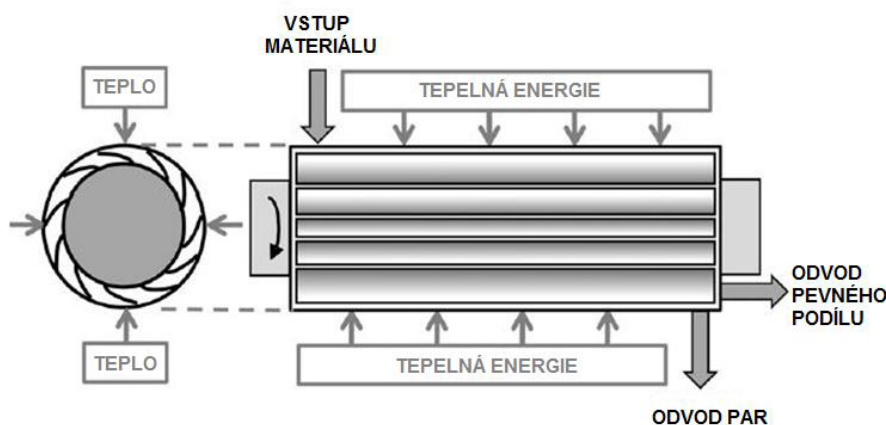 VSTUP
MATERIÁLU
TEPLO
TEPELNÁ ENERGIE
ODVOD
PEVNÉHO
PODÍLU
TEPLO
TEPELNÁ ENERGIE
ODVOD PAR